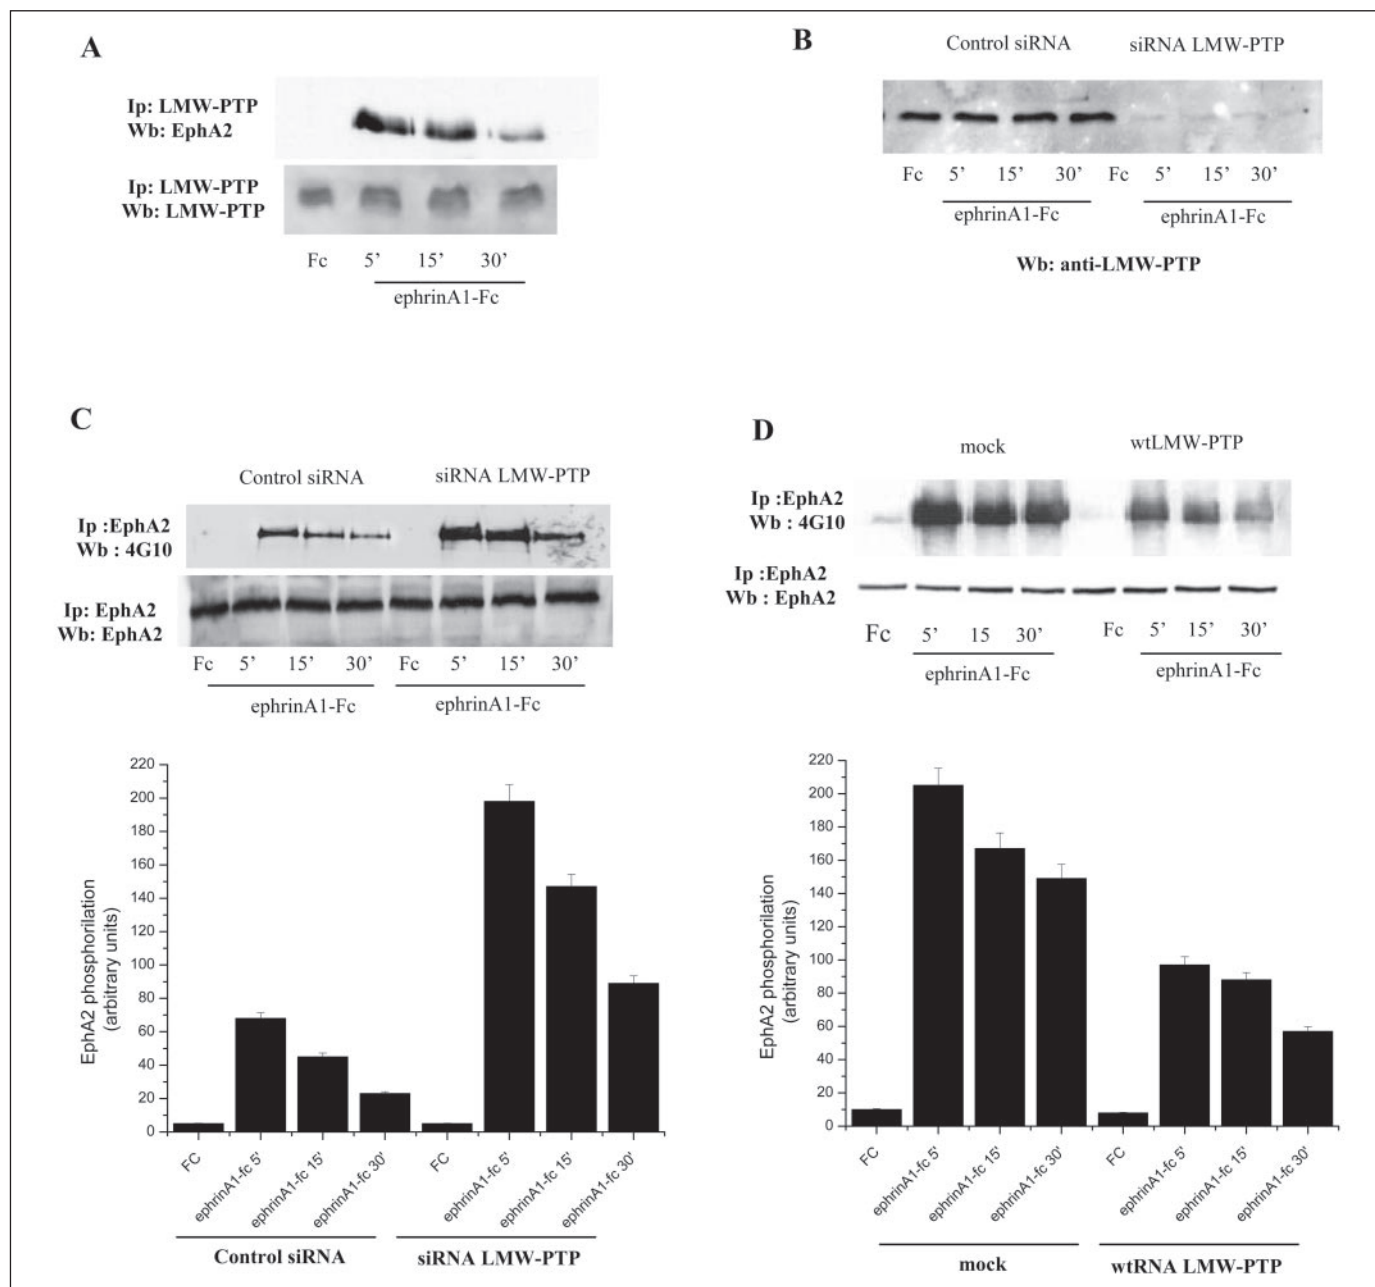 A
Ip: LMW-PTP
Wb: EphA2
Ip: LMW-PTP
Wb: LMW-PTP
Fc 5’ 15’ 30’
ephrinA1-Fc
B
Control siRNA siRNA LMW-PTP
Fc 5’ 15’ 30’ Fc 5’ 15’ 30’
ephrinA1-Fc ephrinA1-Fc
Wb: anti-LMW-PTP
C
Control siRNA siRNA LMW-PTP
Ip :EphA2
Wb : 4G10
Ip: EphA2
Wb: EphA2
Fc 5’ 15’ 30’ Fc 5’ 15’ 30’
ephrinA1-Fc ephrinA1-Fc
220
200
180
160
140
120
100
80
60
40
20
0
EphA2 phosphorilation
(arbitrary units)
FC ephrinA1-fc 5' ephrinA1-fc 15' ephrinA1-fc 30' FC ephrinA1-fc 5' ephrinA1-fc 15' ephrinA1-fc 30'
Control siRNA siRNA LMW-PTP
D
mock wtLMW-PTP
Ip :EphA2
Wb : 4G10
Ip :EphA2
Wb : EphA2
Fc 5’ 15 30’ Fc 5’ 15’ 30’
ephrinA1-Fc ephrinA1-Fc
220
200
180
160
140
120
100
80
60
40
20
0
EphA2 phosphorilation
(arbitrary units)
FC ephrinA1-fc 5' ephrinA1-fc 15' ephrinA1-fc 30' FC ephrinA1-fc 5' ephrinA1-fc 15' ephrinA1-fc 30'
mock wtRNA LMW-PTP